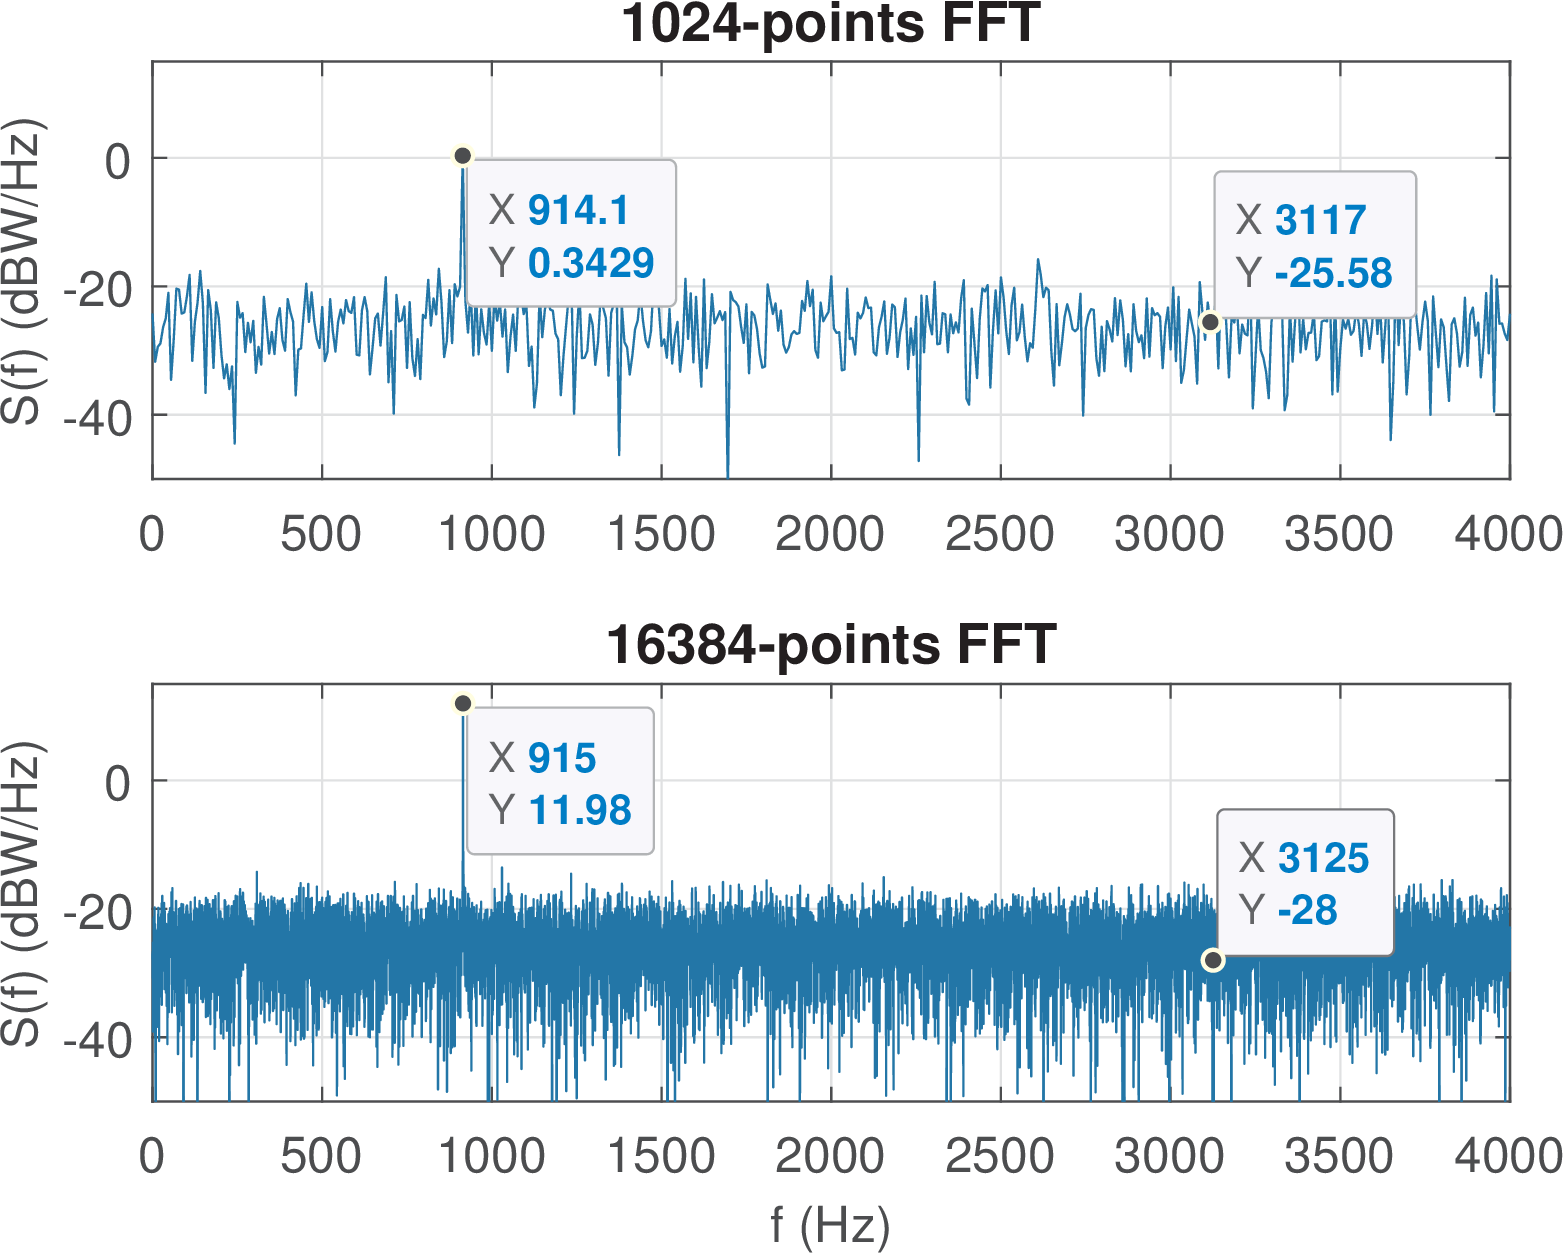 1024-points FFT
S(f) (dBW/Hz)
0
-20
-40
X 914.1
Y 0.3429
X 3117
Y -25.58
0 500 1000 1500 2000 2500 3000 3500 4000
16384-points FFT
S(f) (dBW/Hz)
0
-20
-40
X 915
Y 11.98
X 3125
Y -28
0 500 1000 1500 2000 2500 3000 3500 4000
f (Hz)